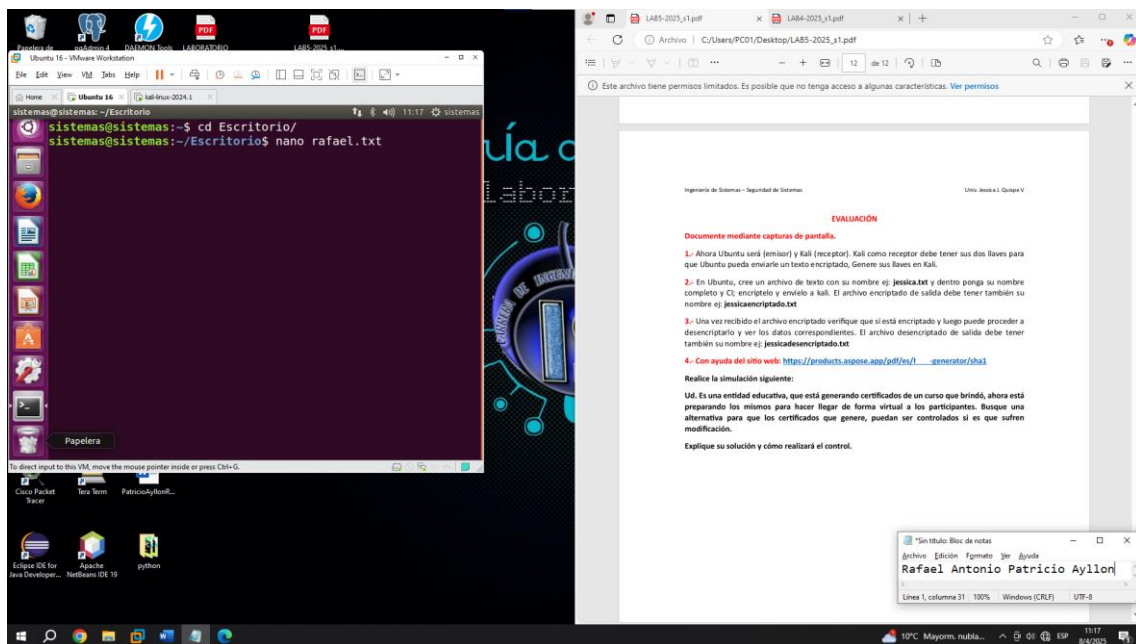 Papelera de
pgAdmin 4
DAEMON Tools
LABORATORIO
LAB5-2025_s1...
Ubuntu 16 - VMware Workstation
File Edit View VM Tabs Help
Home
Ubuntu 16
kali-linux-2024.1
sistemas@sistemas: ~/Escritorio
11:17 sistemas
sistemas@sistemas:~$ cd Escritorio/
sistemas@sistemas:~/Escritorio$ nano rafael.txt
Papelera
To direct input to this VM, move the mouse pointer inside or press Ctrl+G.
Cisco Packet
Tracer
Tera Term
PatricioAyllonR...
Eclipse IDE for
Java Developer...
Apache
NetBeans IDE 19
python
LAB5-2025_s1.pdf
LAB4-2025_s1.pdf
Archivo | C:/Users/PC01/Desktop/LAB5-2025_s1.pdf
12 de 12
Este archivo tiene permisos limitados. Es posible que no tenga acceso a algunas características. Ver permisos
Ingeniería de Sistemas – Seguridad de Sistemas
Univ. Jessica J. Quispe V
EVALUACIÓN
Documente mediante capturas de pantalla.
1.- Ahora Ubuntu será (emisor) y Kali (receptor). Kali como receptor debe tener sus dos llaves para
que Ubuntu pueda enviarle un texto encriptado, Genere sus llaves en Kali.
2.- En Ubuntu, cree un archivo de texto con su nombre ej: jessica.txt y dentro ponga su nombre
completo y CI; encríptelo y envíelo a kali. El archivo encriptado de salida debe tener también su
nombre ej: jessicaencriptado.txt
3.- Una vez recibido el archivo encriptado verifique que sí está encriptado y luego puede proceder a
desencriptarlo y ver los datos correspondientes. El archivo desencriptado de salida debe tener
también su nombre ej: jessicadesencriptado.txt
4.- Con ayuda del sitio web: https://products.aspose.app/pdf/es/ -generator/sha1
Realice la simulación siguiente:
Ud. Es una entidad educativa, que está generando certificados de un curso que brindó, ahora está
preparando los mismos para hacer llegar de forma virtual a los participantes. Busque una
alternativa para que los certificados que genere, puedan ser controlados si es que sufren
modificación.
Explique su solución y cómo realizará el control.
*Sin título: Bloc de notas
Archivo Edición Formato Ver Ayuda
Rafael Antonio Patricio Ayllon
Línea 1, columna 31 100% Windows (CRLF) UTF-8
10°C Mayorm. nubla... ESP 11:17
8/4/2025